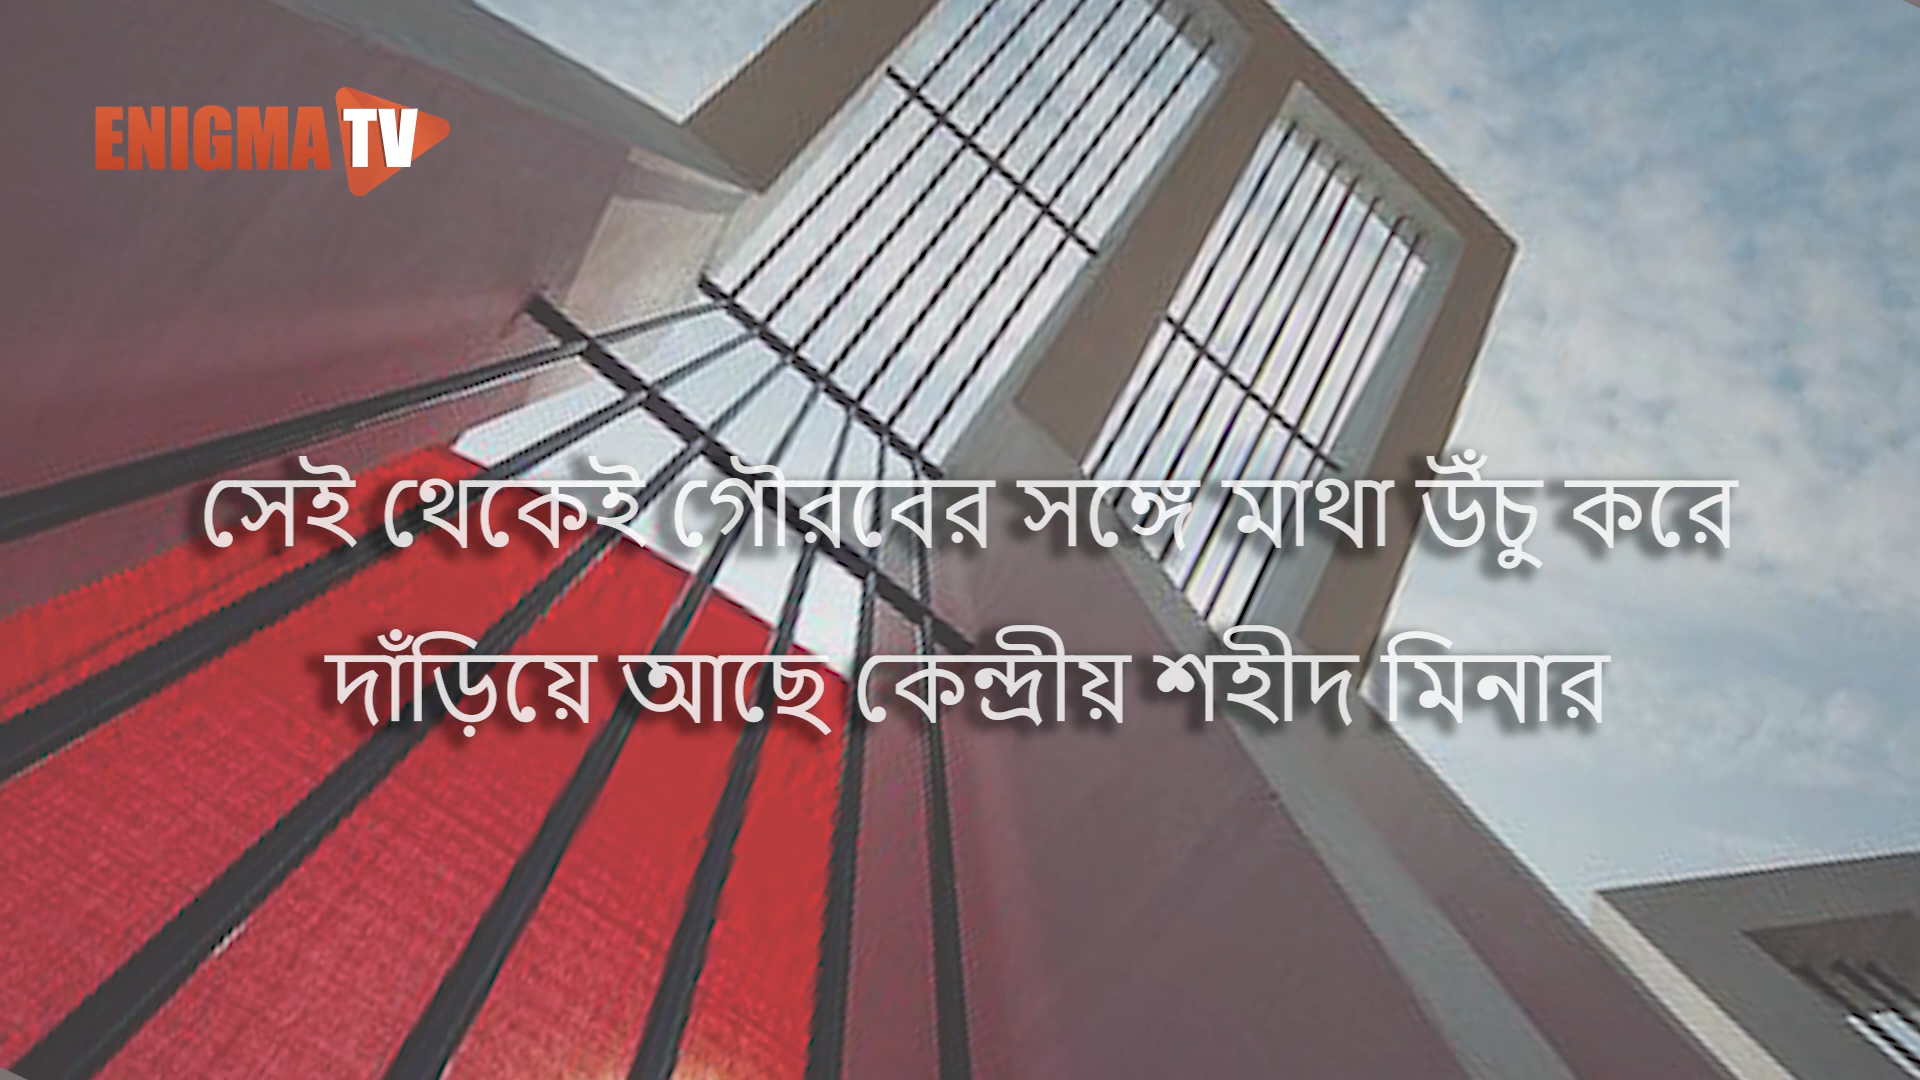 ENIGMA TV
সেই থেকেই গৌরবের সঙ্গে মাথা উঁচু করে
দাঁড়িয়ে আছে কেন্দ্রীয় শহীদ মিনার